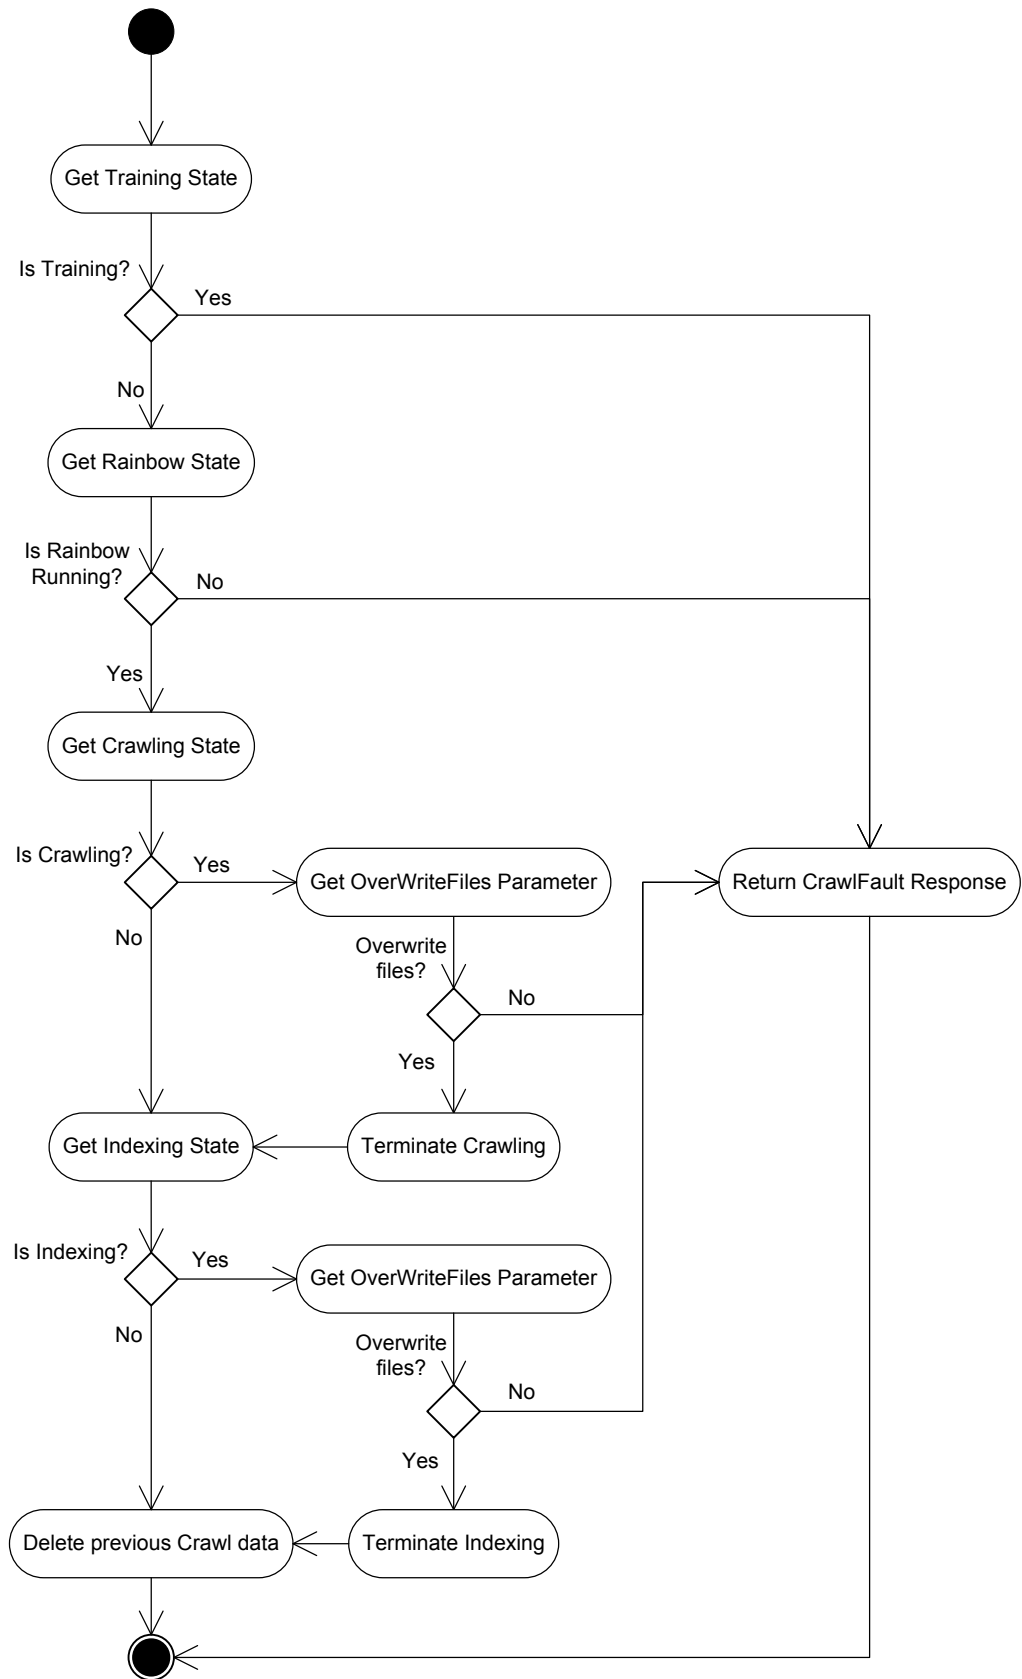 Get Training State
Is Training?
Yes
No
Get Rainbow State
Is Rainbow
Running?
No
Yes
Get Crawling State
Is Crawling?
Yes
Get OverWriteFiles Parameter
Return CrawlFault Response
No
Overwrite
files?
No
Yes
Get Indexing State
Terminate Crawling
Is Indexing?
Yes
Get OverWriteFiles Parameter
No
Overwrite
files?
No
Yes
Delete previous Crawl data
Terminate Indexing